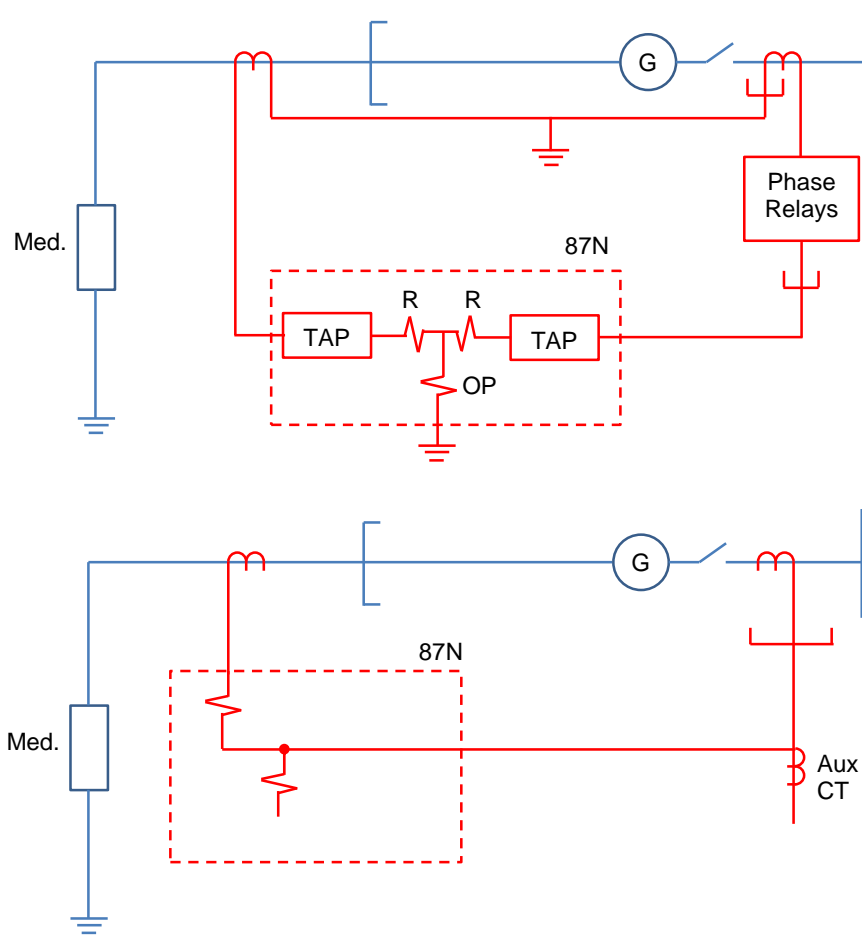 G
Phase
Relays
Med.
87N
R R
TAP TAP
OP
G
87N
Med.
Aux
CT